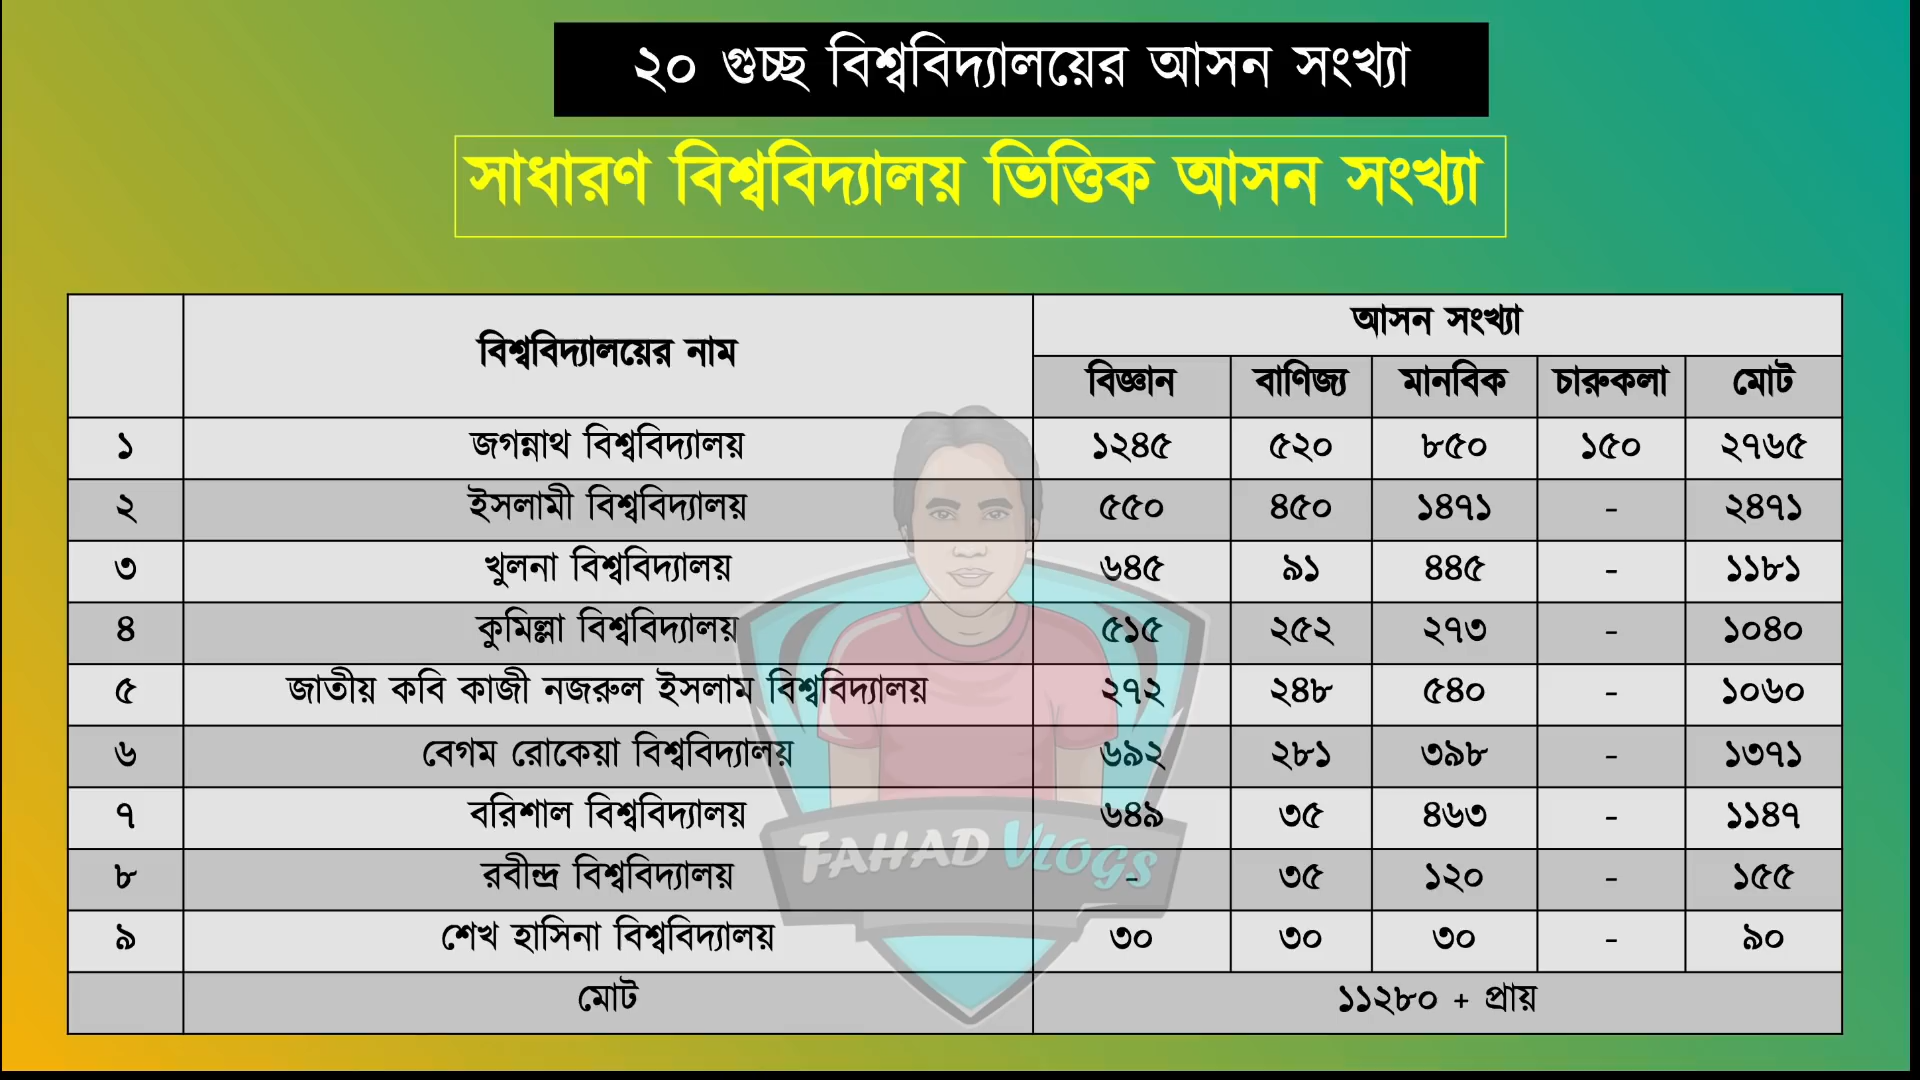 ২০ গুচ্ছ বিশ্ববিদ্যালয়ের আসন সংখ্যা
সাধারণ বিশ্ববিদ্যালয় ভিত্তিক আসন সংখ্যা
বিশ্ববিদ্যালয়ের নাম আসন সংখ্যা
বিজ্ঞান বাণিজ্য মানবিক চারুকলা মোট
১ জগন্নাথ বিশ্ববিদ্যালয় ১২৪৫ ৫২০ ৮৫০ ১৫০ ২৭৬৫
২ ইসলামী বিশ্ববিদ্যালয় ৫৫০ ৪৫০ ১৪৭১ - ২৪৭১
৩ খুলনা বিশ্ববিদ্যালয় ৬৪৫ ৯১ ৪৪৫ - ১১৮১
৪ কুমিল্লা বিশ্ববিদ্যালয় ৫১৫ ২৫২ ২৭৩ - ১০৪০
৫ জাতীয় কবি কাজী নজরুল ইসলাম বিশ্ববিদ্যালয় ২৭২ ২৪৮ ৫৪০ - ১০৬০
৬ বেগম রোকেয়া বিশ্ববিদ্যালয় ৬৯২ ২৮১ ৩৯৮ - ১৩৭১
৭ বরিশাল বিশ্ববিদ্যালয় ৬৪৯ ৩৫ ৪৬৩ - ১১৪৭
৮ রবীন্দ্র বিশ্ববিদ্যালয় - ৩৫ ১২০ - ১৫৫
৯ শেখ হাসিনা বিশ্ববিদ্যালয় ৩০ ৩০ ৩০ - ৯০
মোট ১১২৮০ + প্রায়
FAHAD VLOGS